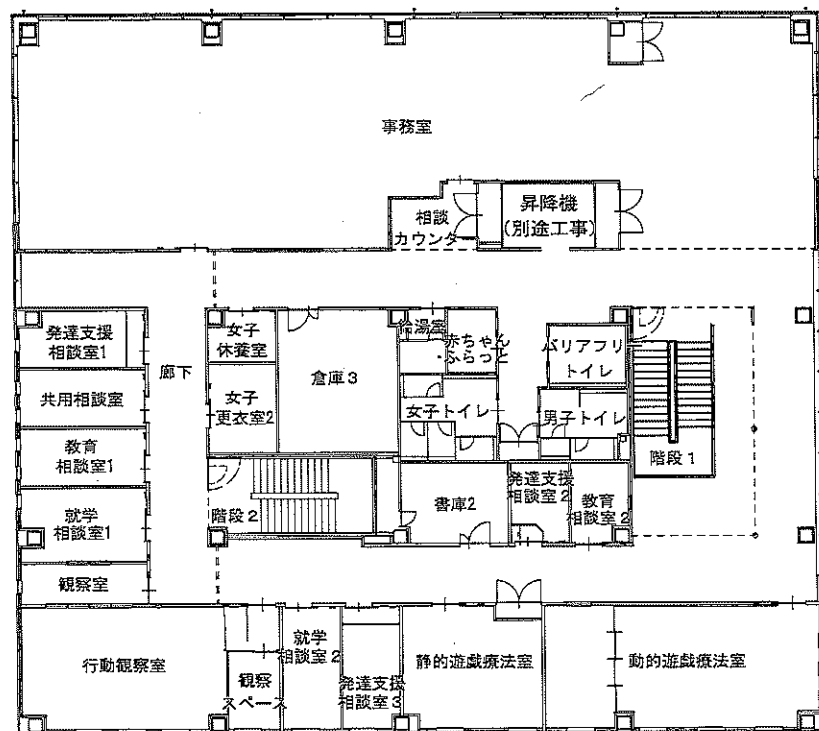 事務室
相談
カウンター
昇降機
(別途工事)
発達支援
相談室1
廊下
女子
休養室
倉庫3
給湯室
赤ちゃん
ふらっと
バリアフリ
トイレ
共用相談室
女子
更衣室2
女子トイレ
男子トイレ
教育
相談室1
階段1
就学
相談室1
階段2
書庫2
発達支援
相談室2
教育
相談室2
観察室
行動観察室
観察
スペース
就学
相談室2
発達支援
相談室3
静的遊戯療法室
動的遊戯療法室